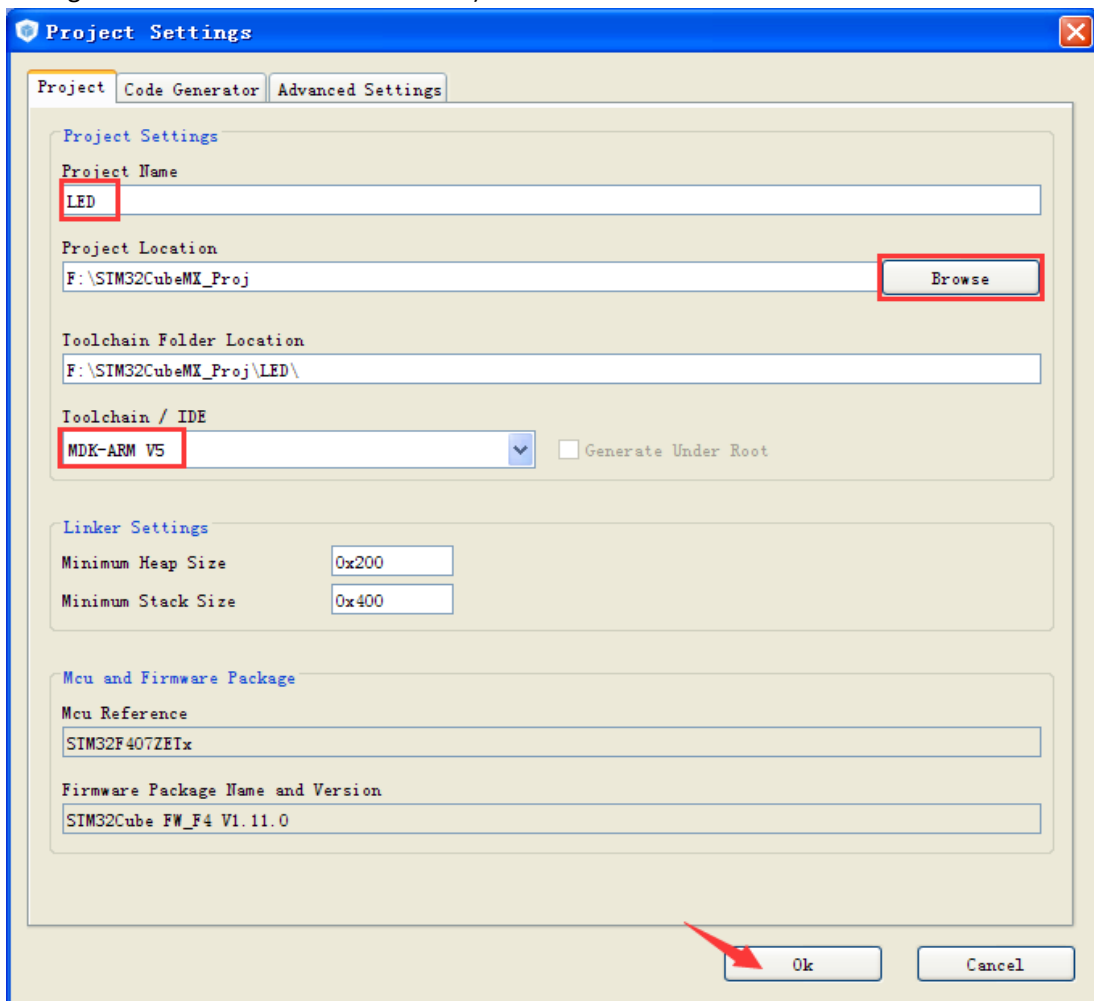 Project Settings
Project Code Generator Advanced Settings
Project Settings
Project Name
LED
Project Location
F:\STM32CubeMX_Proj Browse
Toolchain Folder Location
F:\STM32CubeMX_Proj\LED\
Toolchain / IDE
MDK-ARM V5 Generate Under Root
Linker Settings
Minimum Heap Size 0x200
Minimum Stack Size 0x400
Mcu and Firmware Package
Mcu Reference
STM32F407ZETx
Firmware Package Name and Version
STM32Cube FW_F4 V1.11.0
Ok Cancel